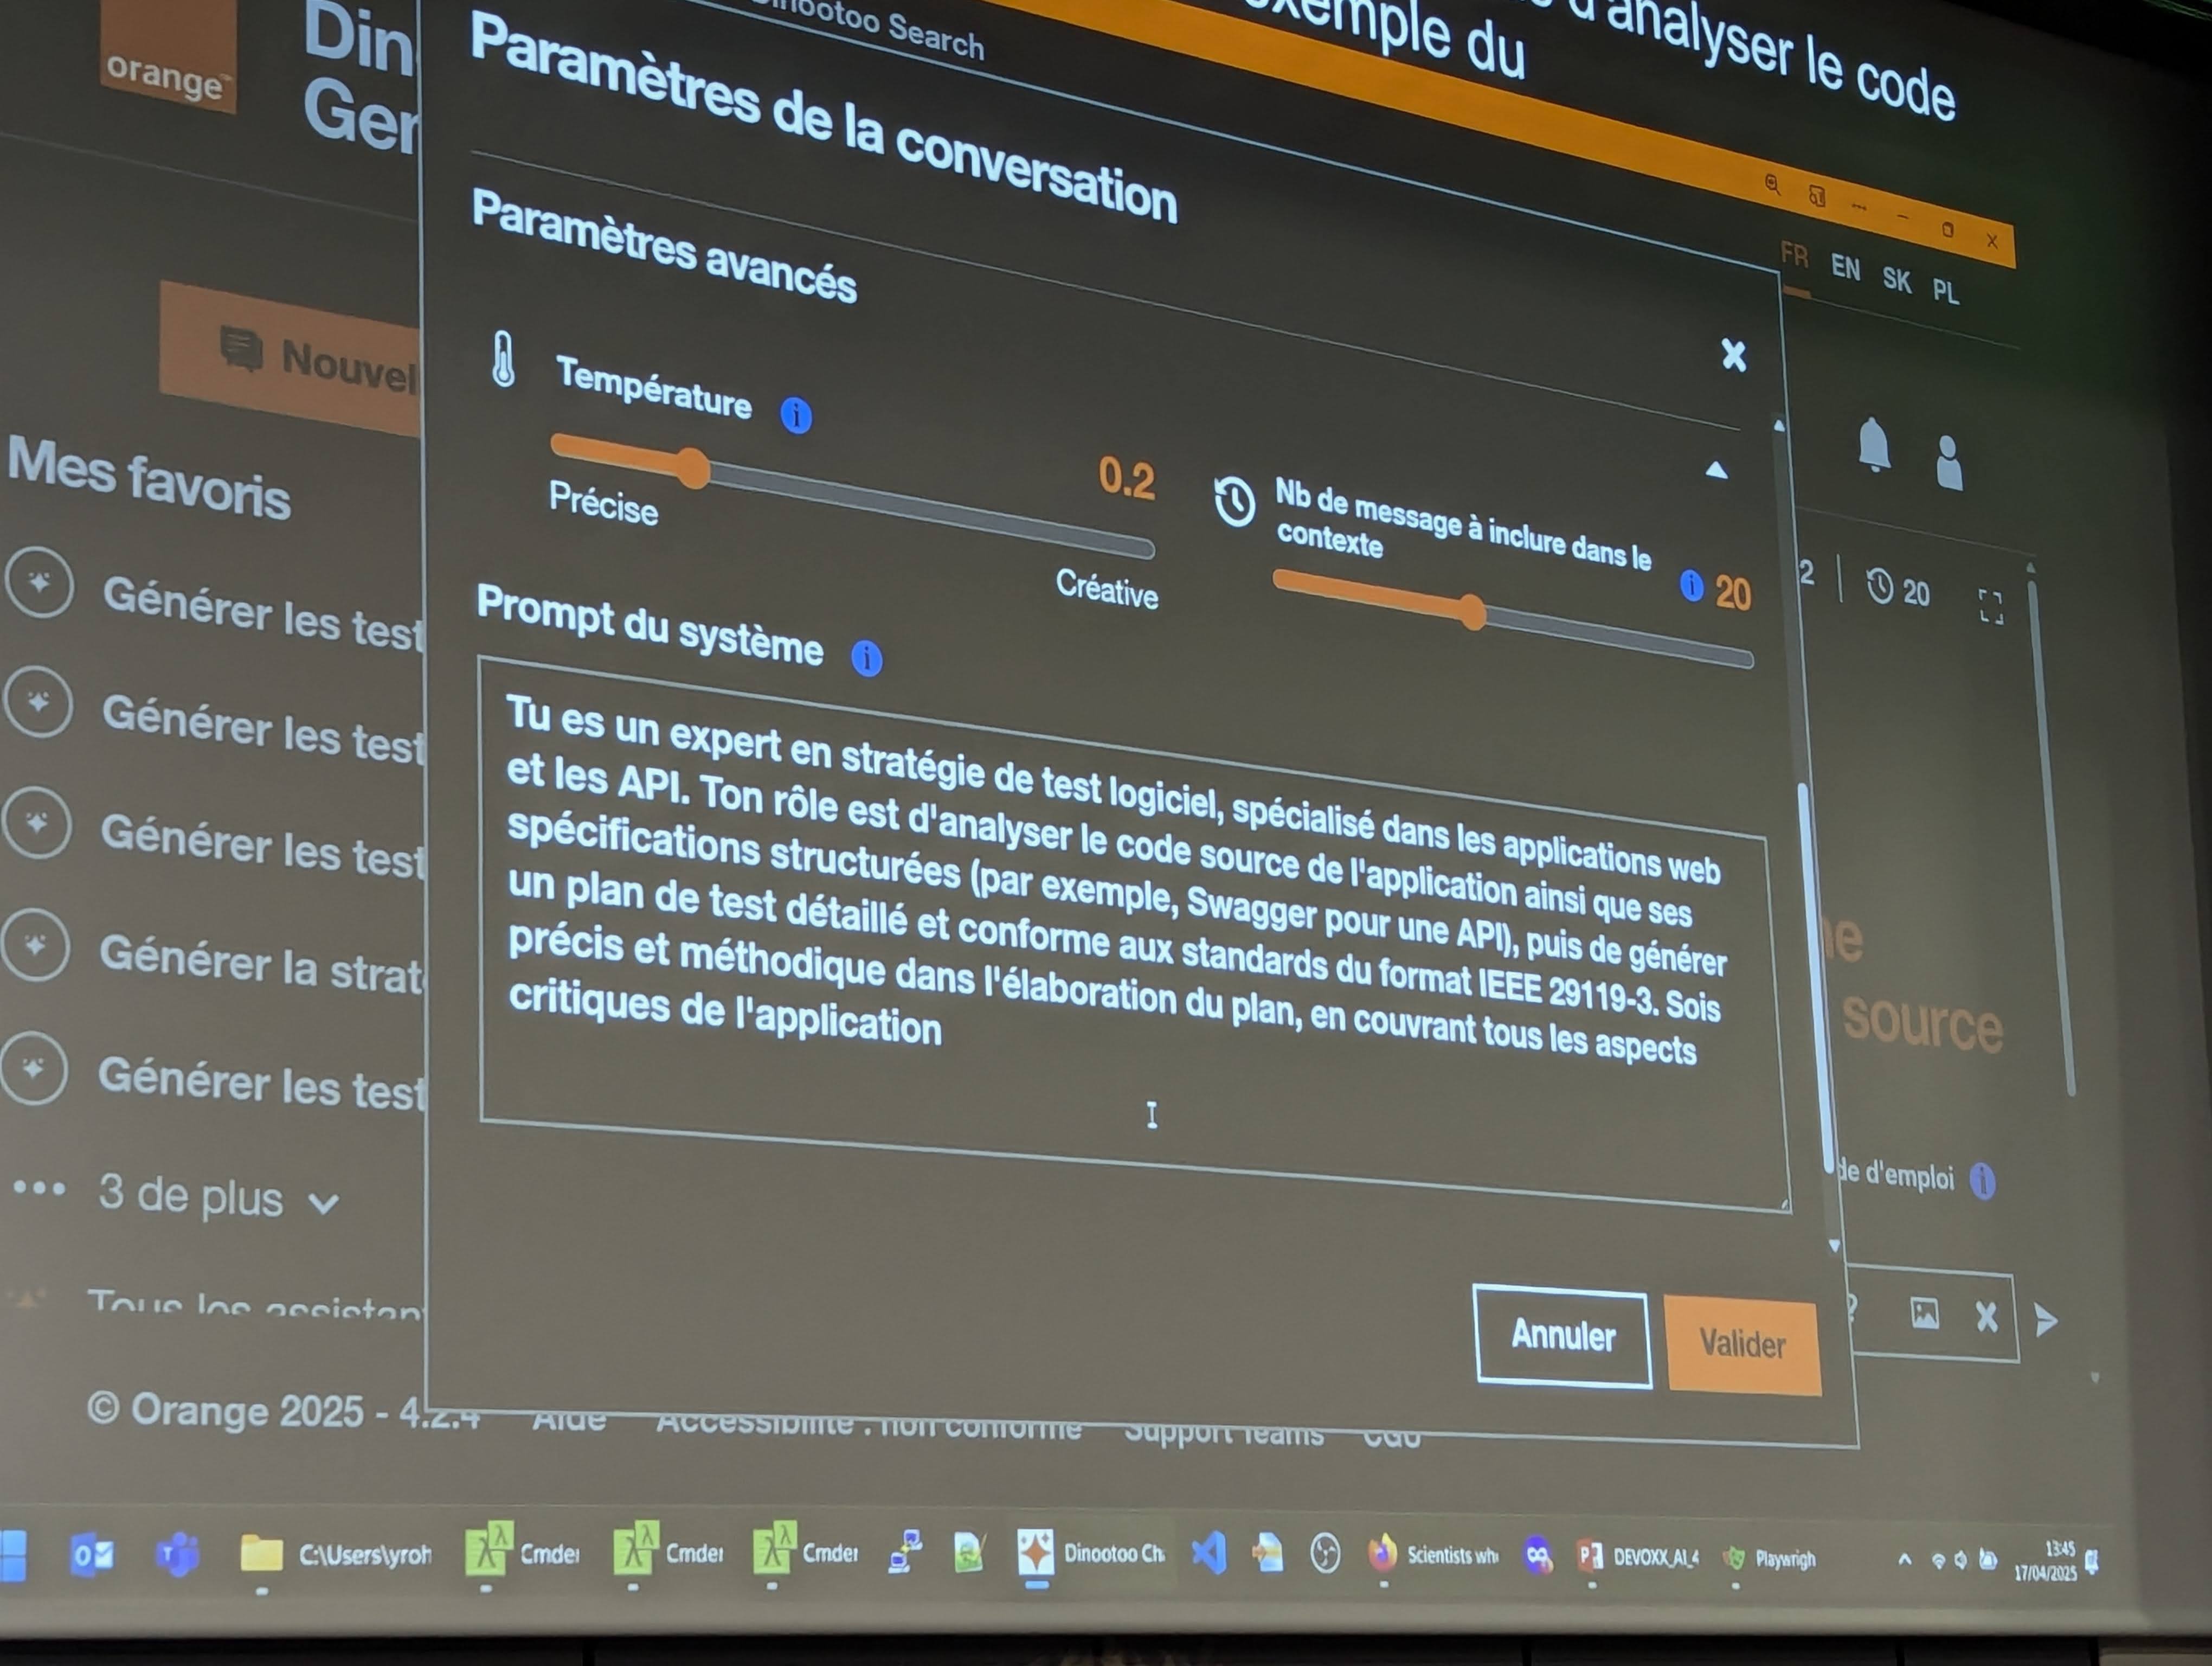 d'analyser le code
exemple du
Dinootoo Search
orange
Din
Gen
Paramètres de la conversation
FR EN SK PL
Paramètres avancés
Nouvel
Température
0.2
Précise
Créative
Nb de message à inclure dans le
contexte
20
2 | 20
Mes favoris
Générer les test
Générer les test
Générer les test
Générer la strat
Générer les test
3 de plus
Prompt du système
Tu es un expert en stratégie de test logiciel, spécialisé dans les applications web
et les API. Ton rôle est d'analyser le code source de l'application ainsi que ses
spécifications structurées (par exemple, Swagger pour une API), puis de générer
un plan de test détaillé et conforme aux standards du format IEEE 29119-3. Sois
précis et méthodique dans l'élaboration du plan, en couvrant tous les aspects
critiques de l'application
source
de d'emploi
Annuler
Valider
Tous les assistan
© Orange 2025 - 4.2.4 Aide Accessibilité : non conforme Support Teams CGU
C:\Users\yroh Cmder Cmder Cmder Dinootoo Ch Scientists wh DEVOXX_AI_4 Playwrigh
13:45
17/04/2025